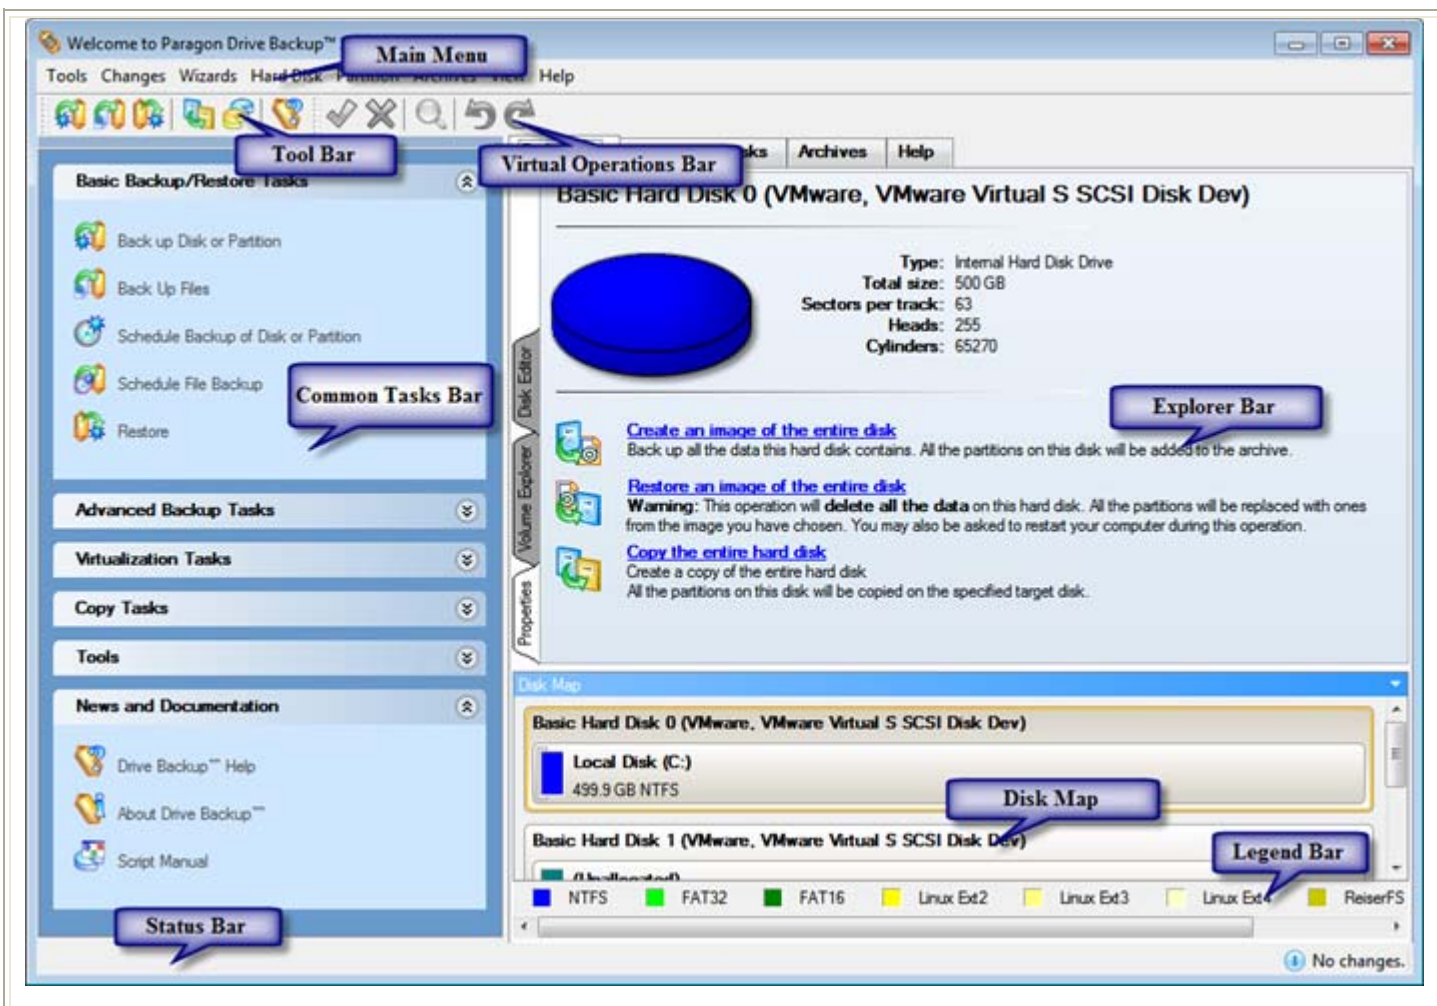 Welcome to Paragon Drive Backup™
Main Menu
Tools Changes Wizards Hard Disk Partition Archives View Help
Tool Bar
Virtual Operations Bar
Archives Help
Basic Backup/Restore Tasks
Back up Disk or Partition
Back Up Files
Schedule Backup of Disk or Partition
Schedule File Backup
Restore
Common Tasks Bar
Advanced Backup Tasks
Virtualization Tasks
Copy Tasks
Tools
News and Documentation
Drive Backup™ Help
About Drive Backup™
Script Manual
Status Bar
Disk Editor
Volume Explorer
Properties
Basic Hard Disk 0 (VMware, VMware Virtual S SCSI Disk Dev)
Type: Internal Hard Disk Drive
Total size: 500 GB
Sectors per track: 63
Heads: 255
Cylinders: 65270
Explorer Bar
Create an image of the entire disk
Back up all the data this hard disk contains. All the partitions on this disk will be added to the archive.
Restore an image of the entire disk
Warning: This operation will delete all the data on this hard disk. All the partitions will be replaced with ones
from the image you have chosen. You may also be asked to restart your computer during this operation.
Copy the entire hard disk
Create a copy of the entire hard disk
All the partitions on this disk will be copied on the specified target disk.
Disk Map
Basic Hard Disk 0 (VMware, VMware Virtual S SCSI Disk Dev)
Local Disk (C:)
499.9 GB NTFS
Disk Map
Basic Hard Disk 1 (VMware, VMware Virtual S SCSI Disk Dev)
(Unallocated)
Legend Bar
NTFS FAT32 FAT16 Linux Ext2 Linux Ext3 Linux Ext4 ReiserFS
No changes.